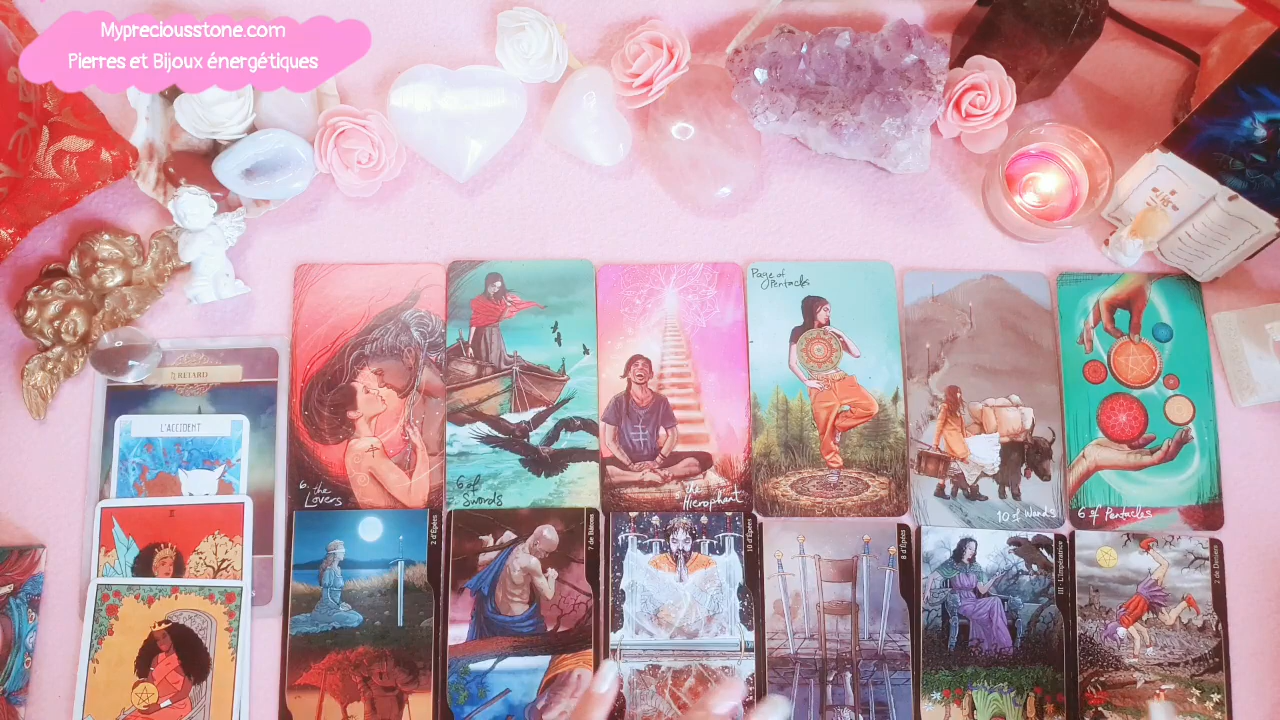 Mypreciousstone.com
Pierres et Bijoux énergétiques
RETARD
L'ACCIDENT
II
6. the Lovers
6 of Swords
the Hierophant
Page of Pentacles
10 of Wands
6 of Pentacles
2 d'Épées
7 de Bâtons
10 d'Épées
8 d'Épées
III - L'Impératrice
2 de Deniers